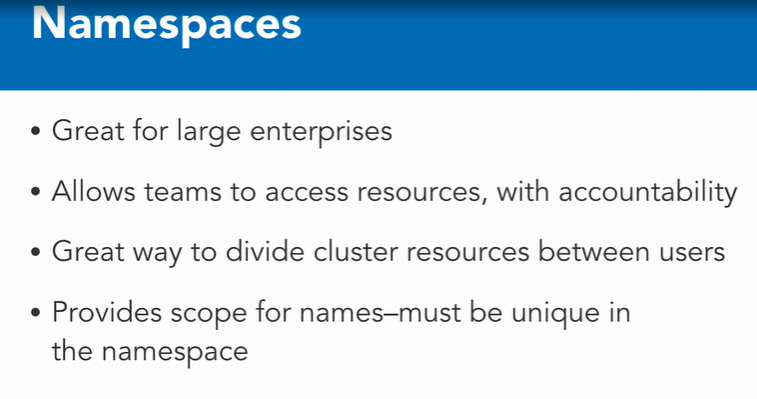 Namespaces
• Great for large enterprises
• Allows teams to access resources, with accountability
• Great way to divide cluster resources between users
• Provides scope for names–must be unique in
the namespace